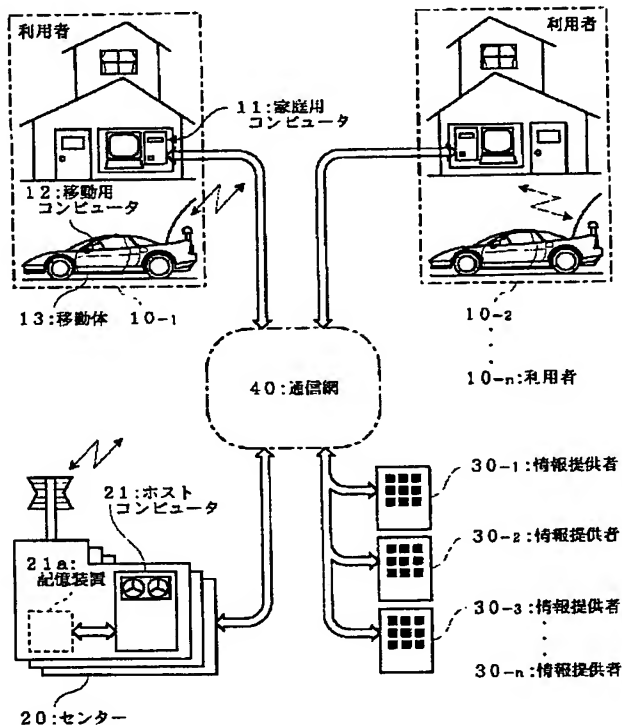 利用者
利用者
11:家庭用
コンピュータ
12:移動用
コンピュータ
13:移動体
10-1
10-2
10-n:利用者
40:通信網
21:ホスト
コンピュータ
21a:
記憶装置
20:センター
30-1:情報提供者
30-2:情報提供者
30-3:情報提供者
30-n:情報提供者